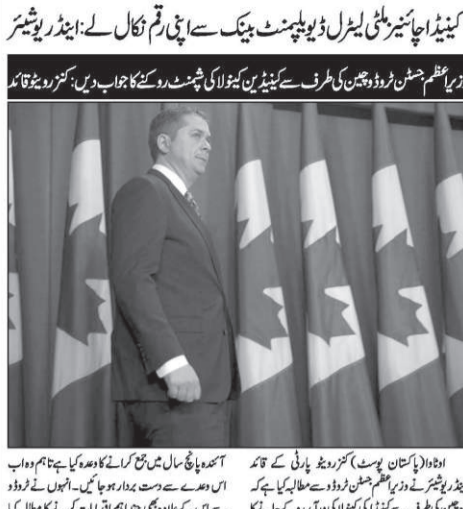 کینیڈا چائنیز ملٹی لیٹرل ڈیویلپمنٹ بینک سے اپنی رقم نکال لے: اینڈریو شیئر
وزیراعظم جسٹن ٹروڈو چین کی طرف سے کینیڈین کینولا کی شپمنٹ روکنے کا جواب دیں: کنزرویٹو قائد
اوٹاوا (پاکستان پوسٹ) کنزرویٹو پارٹی کے قائد
اینڈریو شیئر نے وزیراعظم جسٹن ٹروڈو سے مطالبہ کیا ہے کہ
آئندہ پانچ سال میں جمع کرانے کا وعدہ کیا ہے تاہم وہ اب
اس وعدے سے دست بردار ہو جائیں۔ انہوں نے ٹروڈو